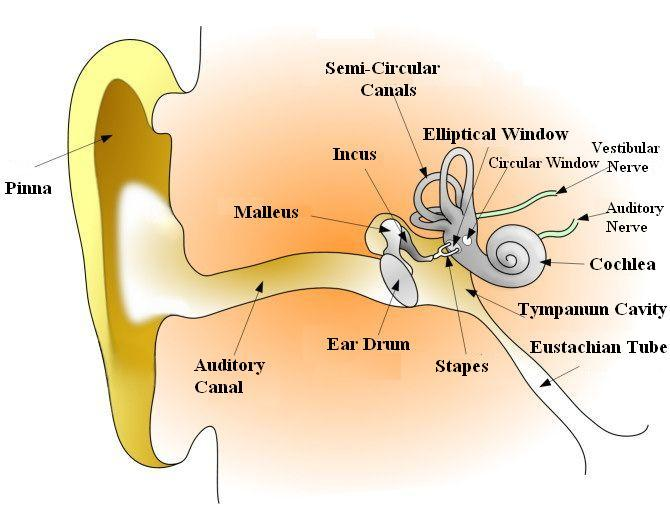 Semi-Circular
Canals
Elliptical Window
Incus
Circular Window
Vestibular
Nerve
Pinna
Malleus
Auditory
Nerve
Cochlea
Tympanum Cavity
Ear Drum
Eustachian Tube
Auditory
Canal
Stapes